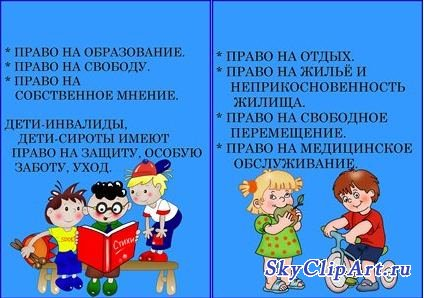 * ПРАВО НА ОБРАЗОВАНИЕ.
* ПРАВО НА СВОБОДУ.
* ПРАВО НА
СОБСТВЕННОЕ МНЕНИЕ.
ДЕТИ-ИНВАЛИДЫ,
ДЕТИ-СИРОТЫ ИМЕЮТ
ПРАВО НА ЗАЩИТУ, ОСОБУЮ
ЗАБОТУ, УХОД.
СТИХИ
* ПРАВО НА ОТДЫХ.
* ПРАВО НА ЖИЛЬЁ И
НЕПРИКОСНОВЕННОСТЬ
ЖИЛИЩА.
* ПРАВО НА СВОБОДНОЕ
ПЕРЕМЕЩЕНИЕ.
* ПРАВО НА МЕДИЦИНСКОЕ
ОБСЛУЖИВАНИЕ.
SkyClipArt.ru